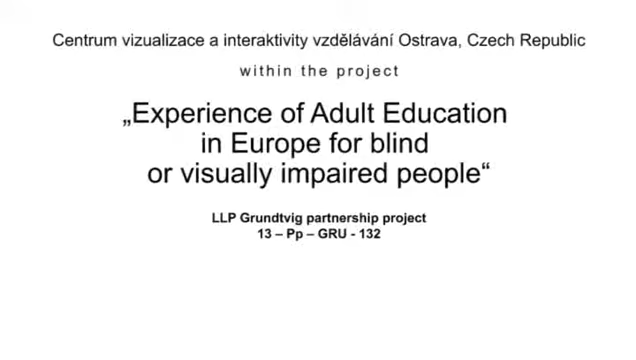 Centrum vizualizace a interaktivity vzdělávání Ostrava, Czech Republic
within the project
„Experience of Adult Education
in Europe for blind
or visually impaired people“
LLP Grundtvig partnership project
13 – Pp – GRU - 132